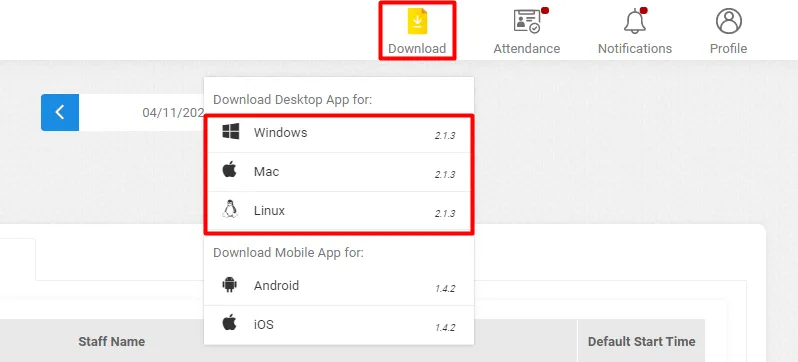 Download
Attendance
Notifications
Profile
Download Desktop App for:
04/11/202
Windows 2.1.3
Mac 2.1.3
Linux 2.1.3
Download Mobile App for:
Android 1.4.2
iOS 1.4.2
Staff Name
Default Start Time